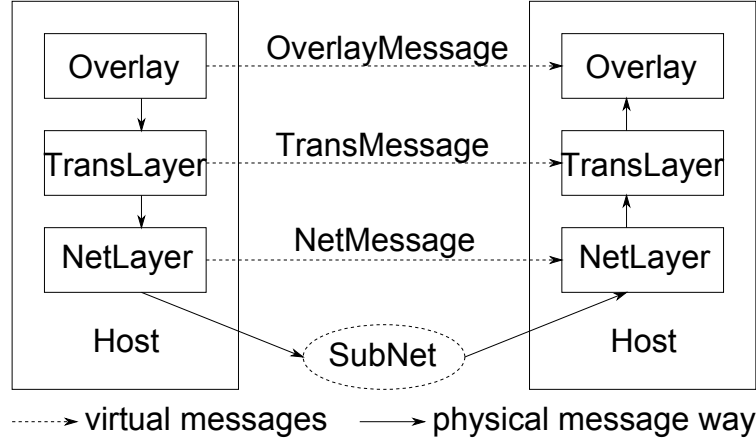 Overlay OverlayMessage Overlay
TransLayer TransMessage TransLayer
NetLayer NetMessage NetLayer
Host SubNet Host
virtual messages physical message way